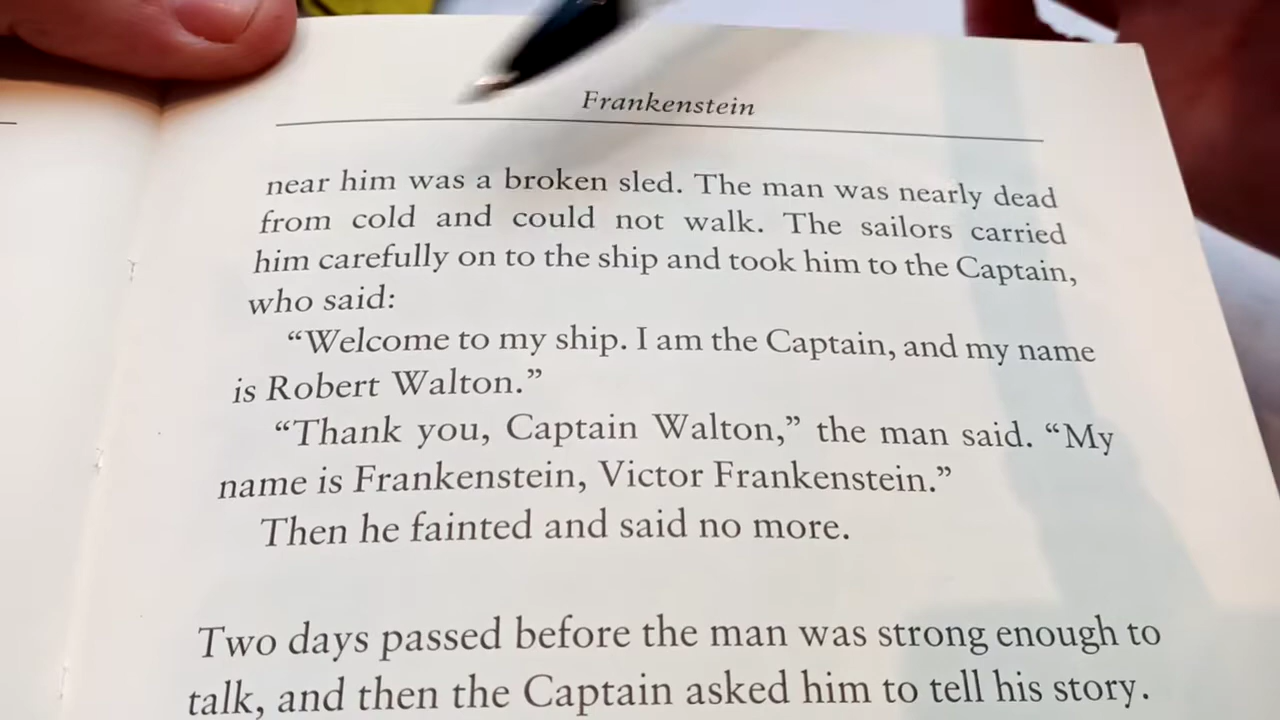 Frankenstein
near him was a broken sled. The man was nearly dead
from cold and could not walk. The sailors carried
him carefully on to the ship and took him to the Captain,
who said:
“Welcome to my ship. I am the Captain, and my name
is Robert Walton.”
“Thank you, Captain Walton,” the man said. “My
name is Frankenstein, Victor Frankenstein.”
Then he fainted and said no more.
Two days passed before the man was strong enough to
talk, and then the Captain asked him to tell his story.